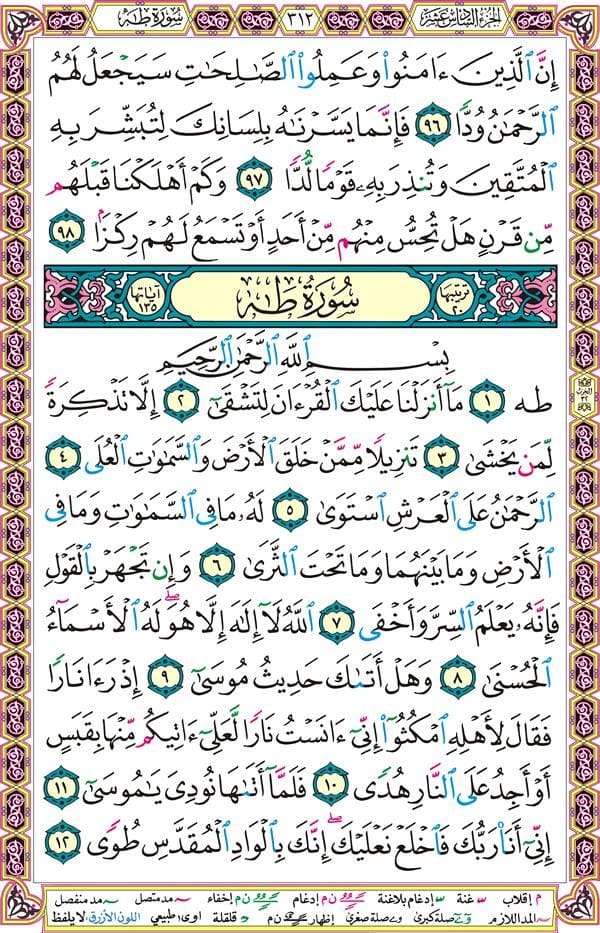 الجزء السادس عشر
٣١٢
سورة طه
إِنَّ ٱلَّذِينَ ءَامَنُوا۟ وَعَمِلُوا۟ ٱلصَّـٰلِحَـٰتِ سَيَجْعَلُ لَهُمُ
ٱلرَّحْمَـٰنُ وُدًّا ٩٦ فَإِنَّمَا يَسَّرْنَـٰهُ بِلِسَانِكَ لِتُبَشِّرَ بِهِ
ٱلْمُتَّقِينَ وَتُنذِرَ بِهِۦ قَوْمًا لُّدًّا ٩٧ وَكَمْ أَهْلَكْنَا قَبْلَهُم
مِّن قَرْنٍ هَلْ تُحِسُّ مِنْهُم مِّنْ أَحَدٍ أَوْ تَسْمَعُ لَهُمْ رِكْزًۢا ٩٨
ترتيبها ٢٠
سُورَةُ طه
آياتها ١٣٥
بِسْمِ ٱللَّهِ ٱلرَّحْمَـٰنِ ٱلرَّحِيمِ
طه ١ مَآ أَنزَلْنَا عَلَيْكَ ٱلْقُرْءَانَ لِتَشْقَىٰٓ ٢ إِلَّا تَذْكِرَةً
لِّمَن يَخْشَىٰ ٣ تَنزِيلًا مِّمَّنْ خَلَقَ ٱلْأَرْضَ وَٱلسَّمَـٰوَٰتِ ٱلْعُلَى ٤
ٱلرَّحْمَـٰنُ عَلَى ٱلْعَرْشِ ٱسْتَوَىٰ ٥ لَهُۥ مَا فِى ٱلسَّمَـٰوَٰتِ وَمَا فِى
ٱلْأَرْضِ وَمَا بَيْنَهُمَا وَمَا تَحْتَ ٱلثَّرَىٰ ٦ وَإِن تَجْهَرْ بِٱلْقَوْلِ
فَإِنَّهُۥ يَعْلَمُ ٱلسِّرَّ وَأَخْفَى ٧ ٱللَّهُ لَآ إِلَـٰهَ إِلَّا هُوَ ۖ لَهُ ٱلْأَسْمَآءُ
ٱلْحُسْنَىٰ ٨ وَهَلْ أَتَىٰكَ حَدِيثُ مُوسَىٰٓ ٩ إِذْ رَءَا نَارًا
فَقَالَ لِأَهْلِهِ ٱمْكُثُوٓا۟ إِنِّىٓ ءَانَسْتُ نَارًا لَّعَلِّىٓ ءَاتِيكُم مِّنْهَا بِقَبَسٍ
أَوْ أَجِدُ عَلَى ٱلنَّارِ هُدًى ١٠ فَلَمَّآ أَتَىٰهَا نُودِىَ يَـٰمُوسَىٰٓ ١١
إِنِّىٓ أَنَا۠ رَبُّكَ فَٱخْلَعْ نَعْلَيْكَ ۖ إِنَّكَ بِٱلْوَادِ ٱلْمُقَدَّسِ طُوًى ١٢
الحزب ٣٢
م إقلاب س غنة س إدغام بلاغنة ن م إدغام إخفاء مد متصل مد منفصل
المد اللازم صلة كبرى و ے صلة صغرى إظهار ن م قلقلة ا و ى طبيعي اللون الأزرق: لا يلفظ